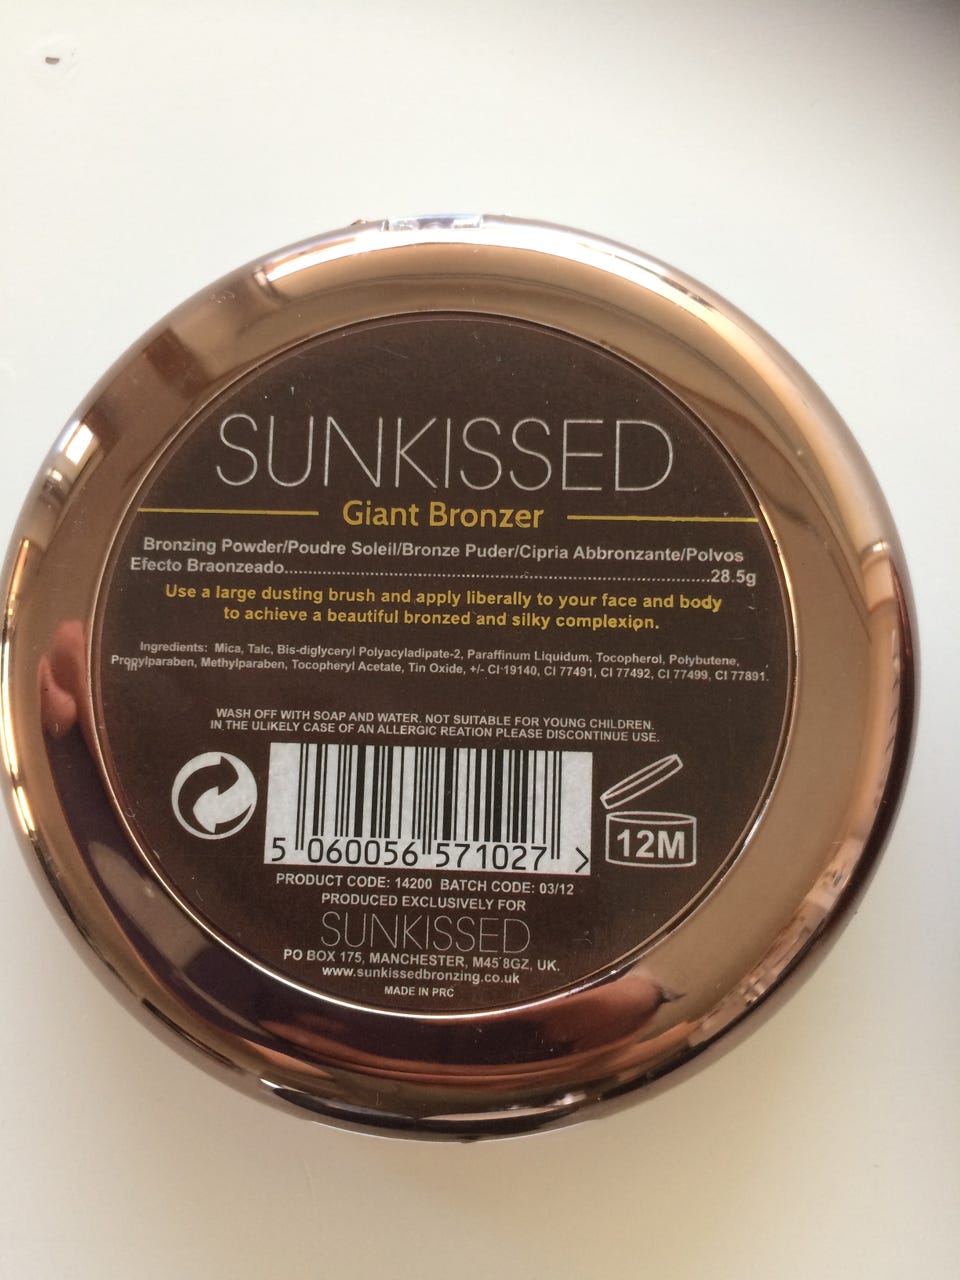 SUNKISSED
Giant Bronzer
Bronzing Powder/Poudre Soleil/Bronze Puder/Cipria Abbronzante/Polvos
Efecto Braonzeado..........................................................................................28.5g
Use a large dusting brush and apply liberally to your face and body
to achieve a beautiful bronzed and silky complexion.
Ingredients: Mica, Talc, Bis-diglyceryl Polyacyladipate-2, Paraffinum Liquidum, Tocopherol, Polybutene,
Propylparaben, Methylparaben, Tocopheryl Acetate, Tin Oxide, +/- CI 19140, CI 77491, CI 77492, CI 77499, CI 77891.
WASH OFF WITH SOAP AND WATER. NOT SUITABLE FOR YOUNG CHILDREN.
IN THE ULIKELY CASE OF AN ALLERGIC REATION PLEASE DISCONTINUE USE.
12M
5 060056 571027 >
PRODUCT CODE: 14200 BATCH CODE: 03/12
PRODUCED EXCLUSIVELY FOR
SUNKISSED
PO BOX 175, MANCHESTER, M45 8GZ, UK.
www.sunkissedbronzing.co.uk
MADE IN PRC